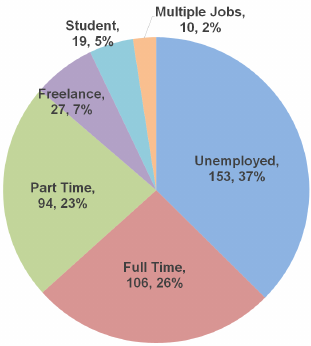 Multiple Jobs,
10, 2%
Student,
19, 5%
Freelance,
27, 7%
Unemployed,
153, 37%
Part Time,
94, 23%
Full Time,
106, 26%